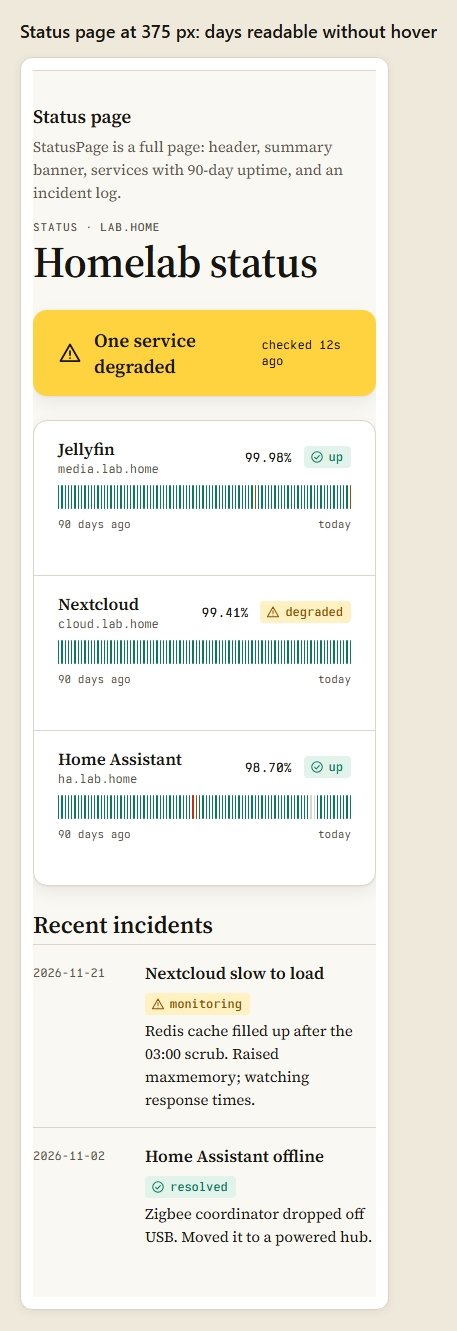 Status page at 375 px: days readable without hover
Status page
StatusPage is a full page: header, summary
banner, services with 90-day uptime, and an
incident log.
STATUS · LAB.HOME
Homelab status
One service
degraded
checked 12s
ago
Jellyfin
media.lab.home
99.98%
up
90 days ago
today
Nextcloud
cloud.lab.home
99.41%
degraded
90 days ago
today
Home Assistant
ha.lab.home
98.70%
up
90 days ago
today
Recent incidents
2026-11-21
Nextcloud slow to load
monitoring
Redis cache filled up after the
03:00 scrub. Raised
maxmemory; watching
response times.
2026-11-02
Home Assistant offline
resolved
Zigbee coordinator dropped off
USB. Moved it to a powered hub.